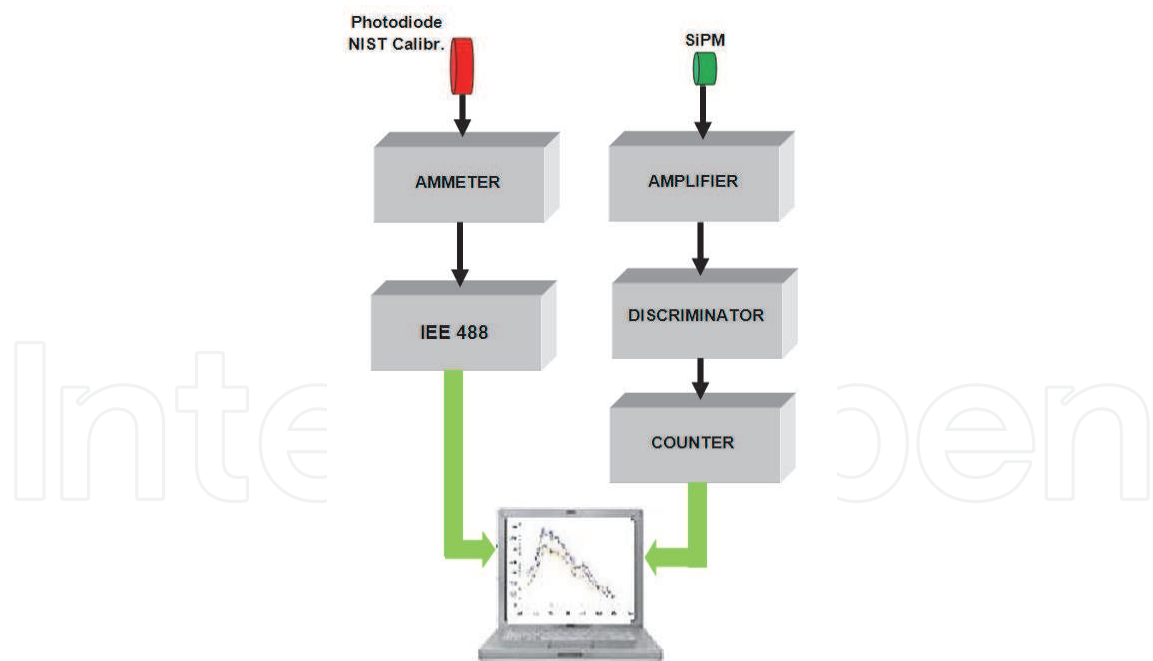 Photodiode
NIST Calibr.
SiPM
AMMETER
AMPLIFIER
IEE 488
DISCRIMINATOR
COUNTER